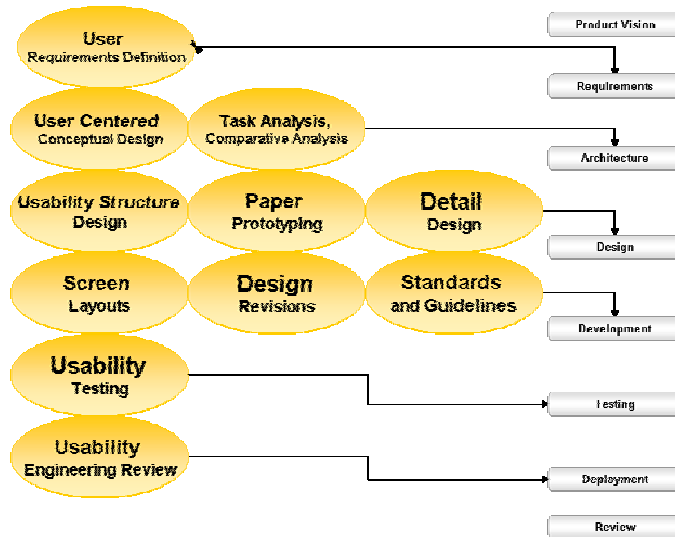 User
Requirements Definition
Product Vision
Requirements
User Centered
Conceptual Design
Task Analysis,
Comparative Analysis
Architecture
Usability Structure
Design
Paper
Prototyping
Detail
Design
Design
Screen
Layouts
Design
Revisions
Standards
and Guidelines
Development
Usability
Testing
Testing
Usability
Engineering Review
Deployment
Review